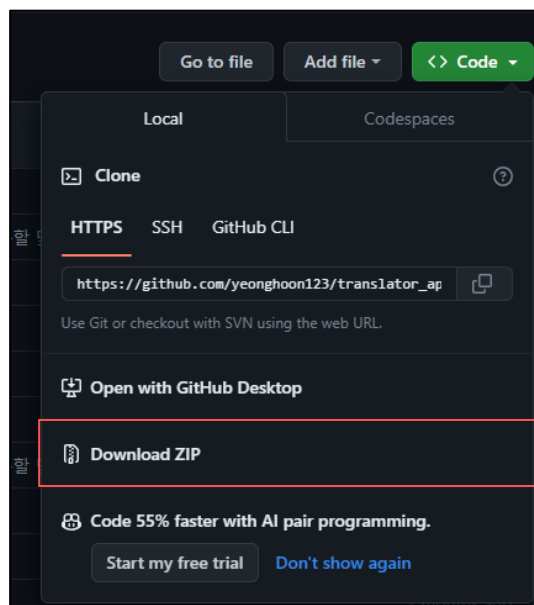 Go to file Add file <> Code
Local Codespaces
Clone
HTTPS SSH GitHub CLI
할
https://github.com/yeonghoon123/translator_ap
Use Git or checkout with SVN using the web URL.
Open with GitHub Desktop
Download ZIP
할
Code 55% faster with AI pair programming.
Start my free trial Don't show again